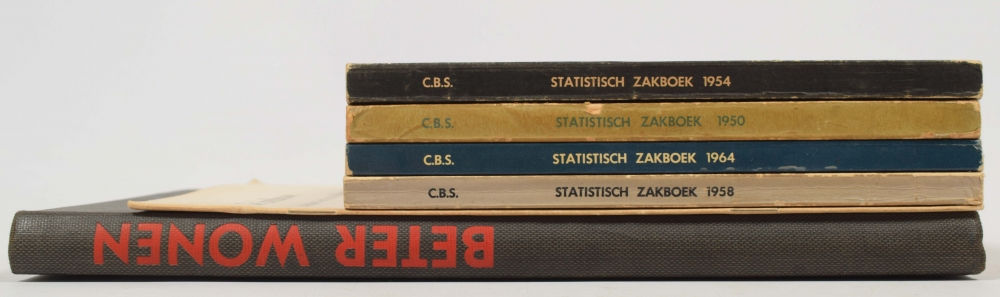 C.B.S. STATISTISCH ZAKBOEK 1954
C.B.S. STATISTISCH ZAKBOEK 1950
C.B.S. STATISTISCH ZAKBOEK 1964
C.B.S. STATISTISCH ZAKBOEK 1958
BETER WONEN